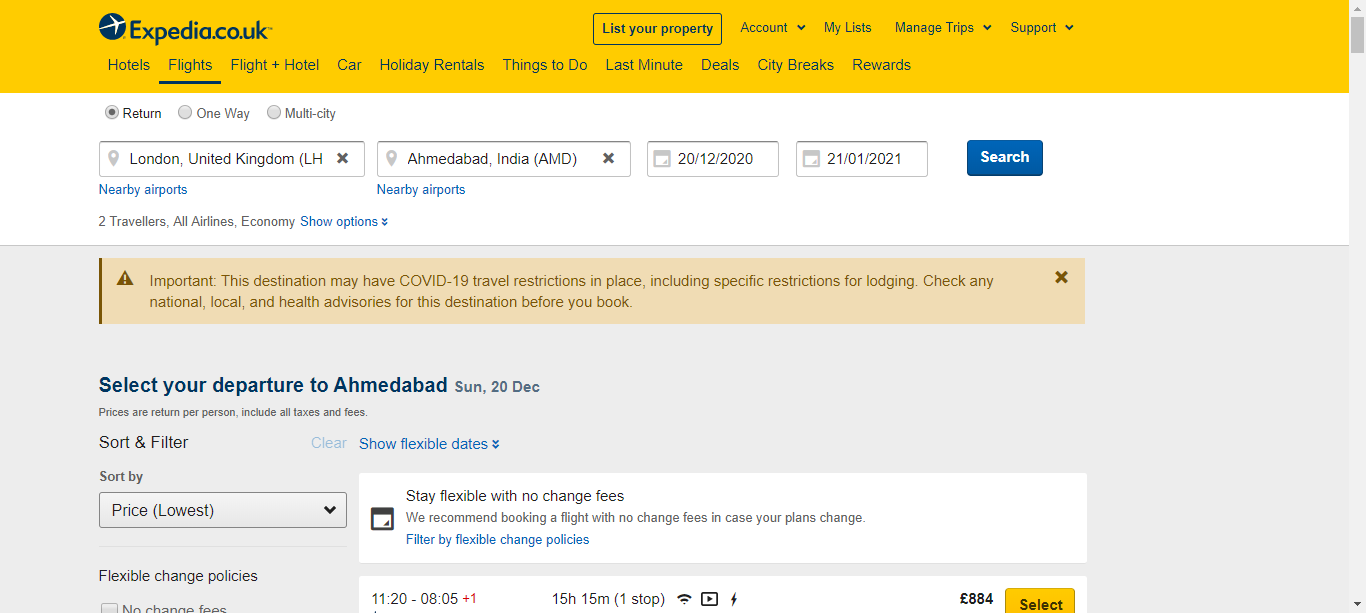 Expedia.co.uk™
List your property
Account
My Lists
Manage Trips
Support
Hotels
Flights
Flight + Hotel
Car
Holiday Rentals
Things to Do
Last Minute
Deals
City Breaks
Rewards
Return
One Way
Multi-city
London, United Kingdom (LH
Ahmedabad, India (AMD)
20/12/2020
21/01/2021
Search
Nearby airports
Nearby airports
2 Travellers, All Airlines, Economy Show options
Important: This destination may have COVID-19 travel restrictions in place, including specific restrictions for lodging. Check any
national, local, and health advisories for this destination before you book.
Select your departure to Ahmedabad Sun, 20 Dec
Prices are return per person, include all taxes and fees.
Sort & Filter
Clear
Show flexible dates
Sort by
Price (Lowest)
Stay flexible with no change fees
We recommend booking a flight with no change fees in case your plans change.
Filter by flexible change policies
Flexible change policies
No change fees
11:20 - 08:05 +1
15h 15m (1 stop)
£884
Select